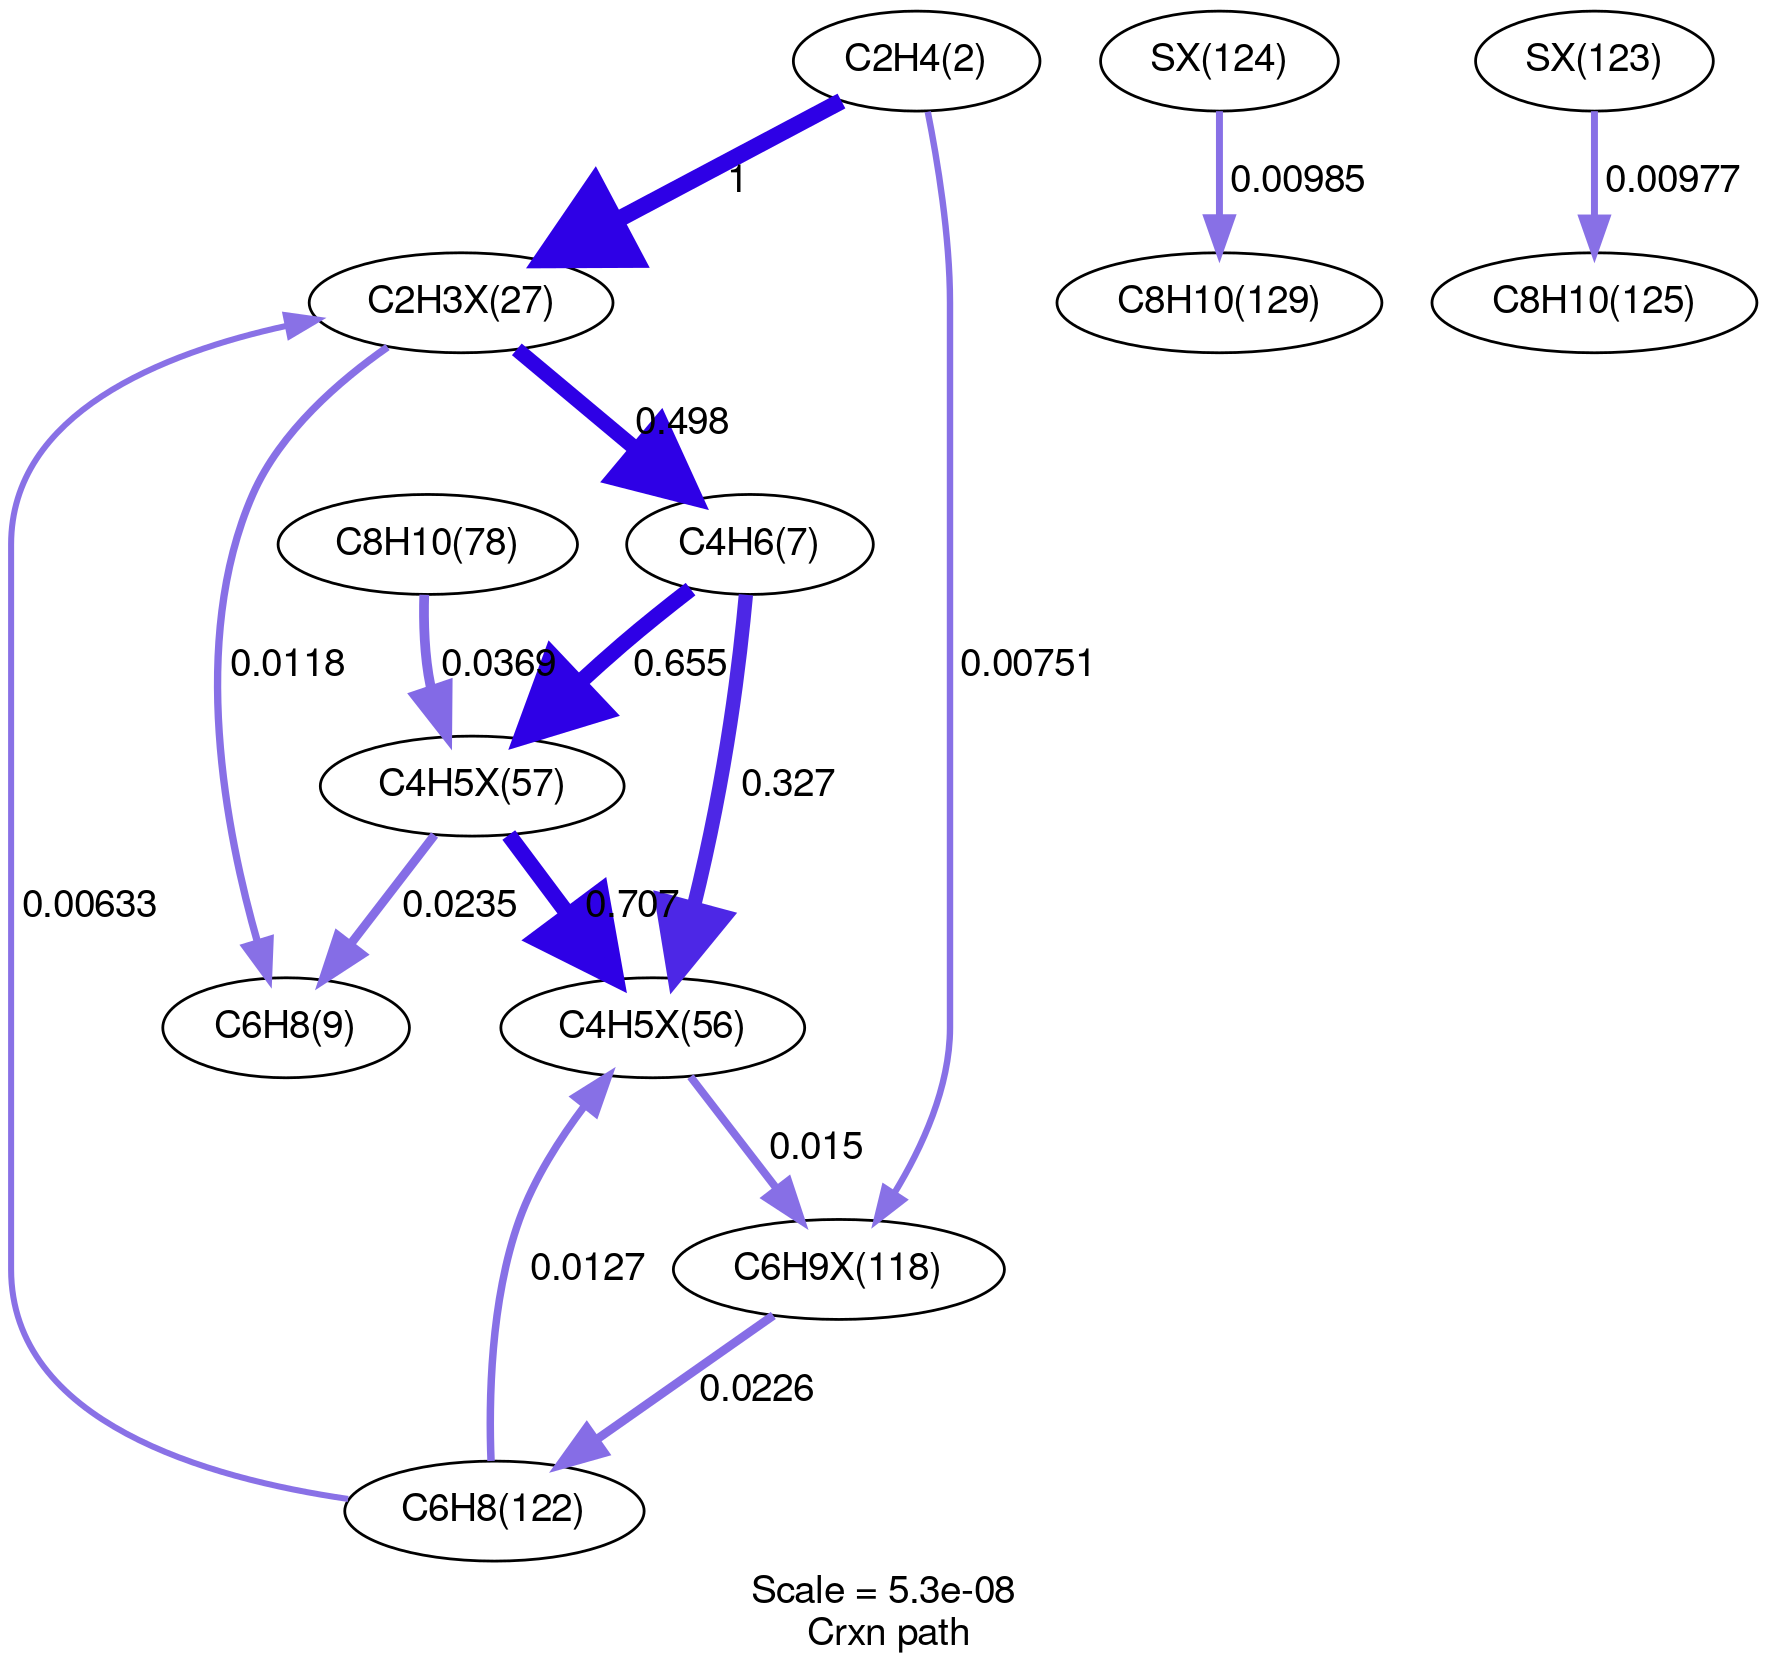 C2H4(2)
SX(124)
SX(123)
1
0.00985
0.00977
C2H3X(27)
C8H10(129)
C8H10(125)
0.498
C8H10(78)
C4H6(7)
0.0118
0.0369
0.655
0.00751
C4H5X(57)
0.327
0.00633
0.0235
0.707
C6H8(9)
C4H5X(56)
0.015
0.0127
C6H9X(118)
0.0226
C6H8(122)
Scale = 5.3e-08
Crxn path